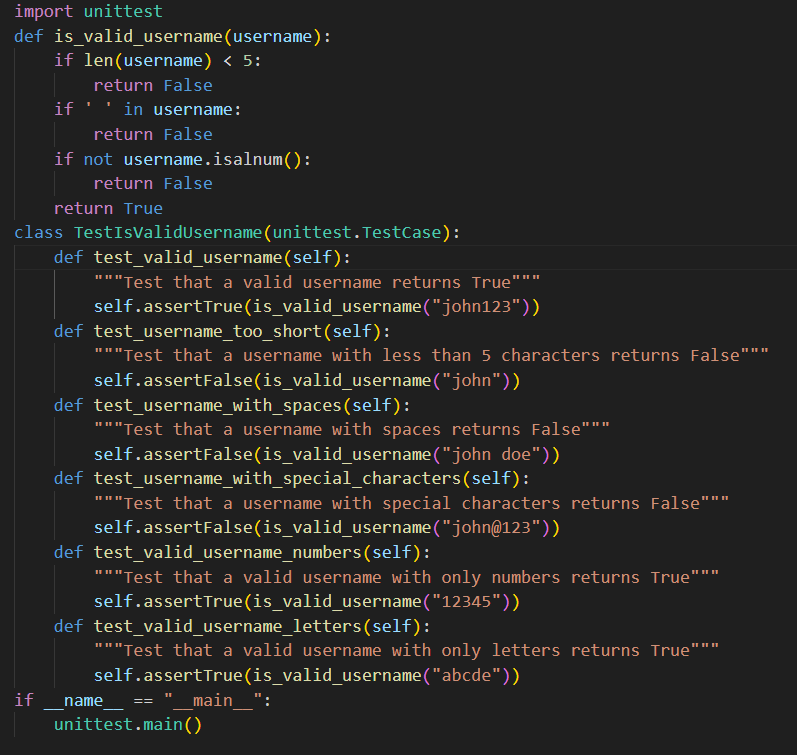 import unittest
def is_valid_username(username):
    if len(username) < 5:
        return False
    if ' ' in username:
        return False
    if not username.isalnum():
        return False
    return True
class TestIsValidUsername(unittest.TestCase):
    def test_valid_username(self):
        """Test that a valid username returns True"""
        self.assertTrue(is_valid_username("john123"))
    def test_username_too_short(self):
        """Test that a username with less than 5 characters returns False"""
        self.assertFalse(is_valid_username("john"))
    def test_username_with_spaces(self):
        """Test that a username with spaces returns False"""
        self.assertFalse(is_valid_username("john doe"))
    def test_username_with_special_characters(self):
        """Test that a username with special characters returns False"""
        self.assertFalse(is_valid_username("john@123"))
    def test_valid_username_numbers(self):
        """Test that a valid username with only numbers returns True"""
        self.assertTrue(is_valid_username("12345"))
    def test_valid_username_letters(self):
        """Test that a valid username with only letters returns True"""
        self.assertTrue(is_valid_username("abcde"))
if __name__ == "__main__":
    unittest.main()